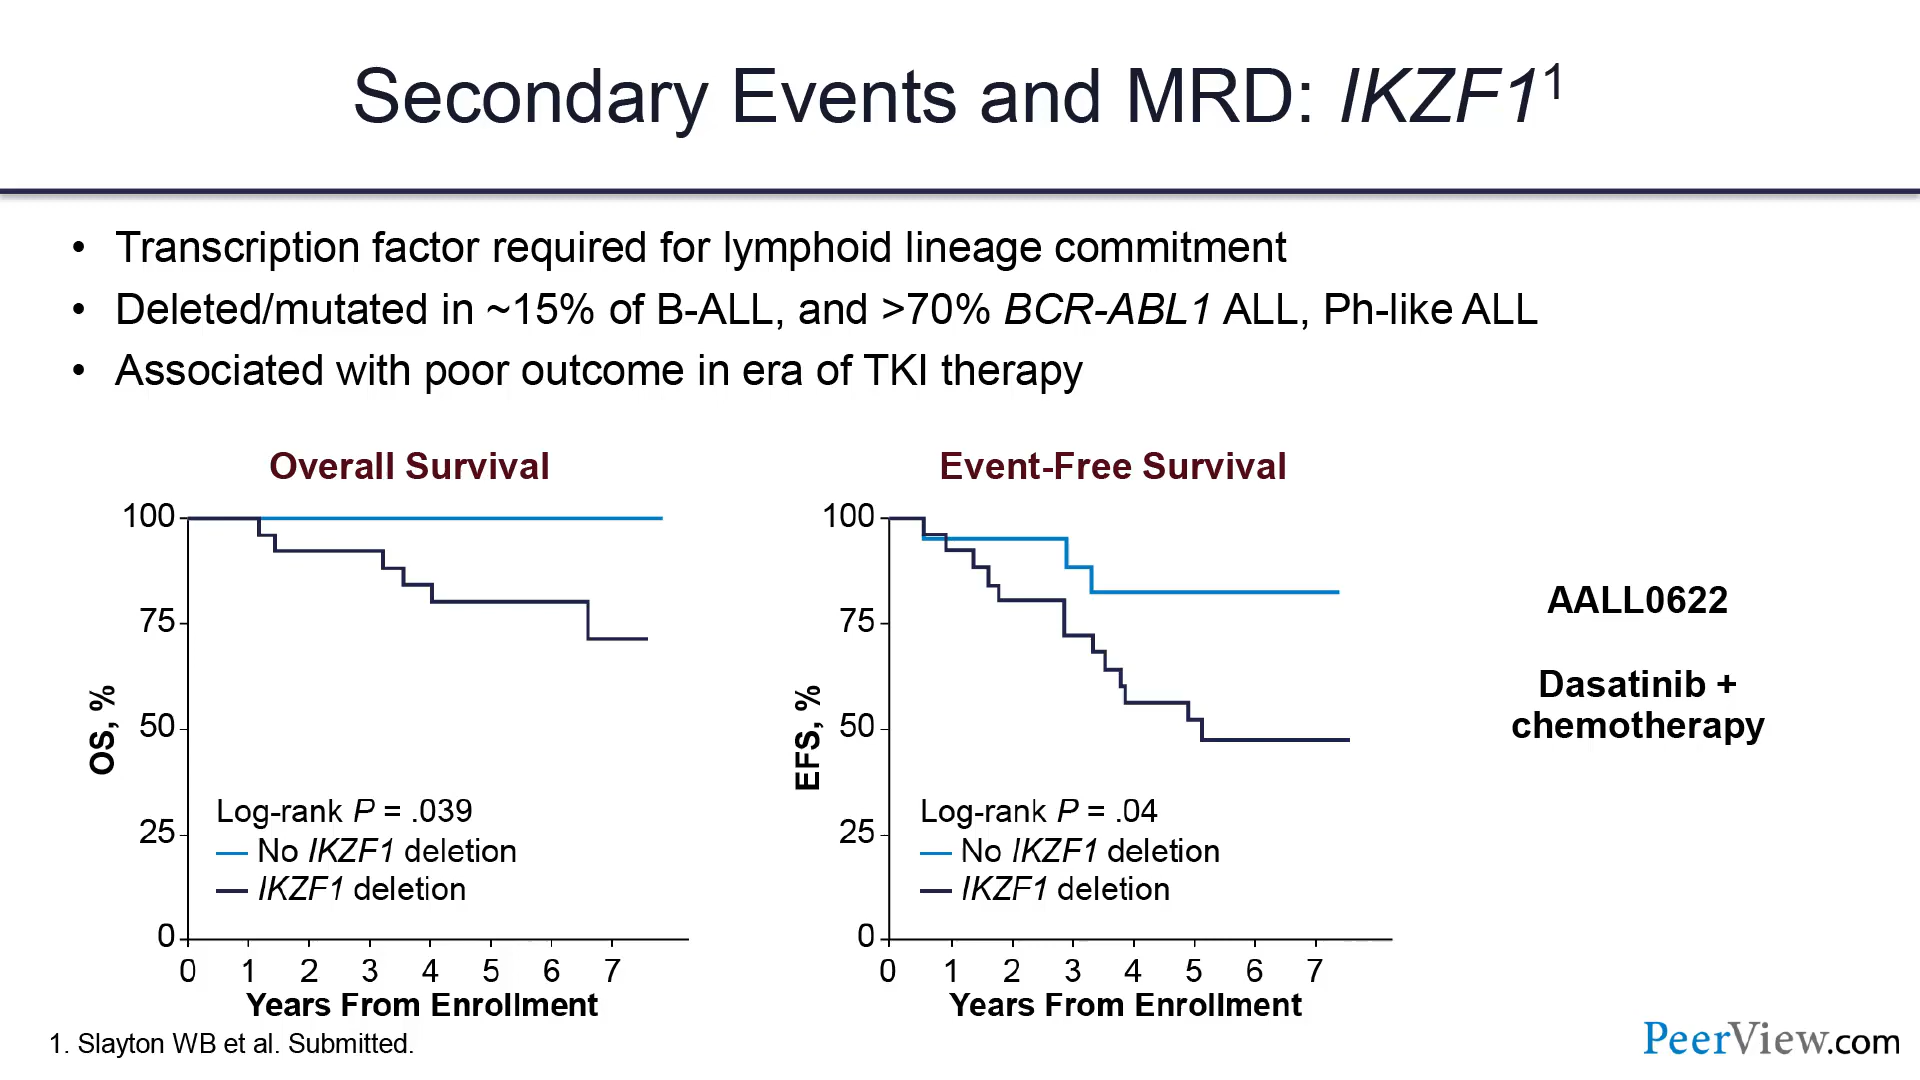 Secondary Events and MRD: IKZF1¹
• Transcription factor required for lymphoid lineage commitment
• Deleted/mutated in ~15% of B-ALL, and >70% BCR-ABL1 ALL, Ph-like ALL
• Associated with poor outcome in era of TKI therapy
Overall Survival
100
75
50
25
0
OS, %
Log-rank P = .039
No IKZF1 deletion
IKZF1 deletion
0 1 2 3 4 5 6 7
Years From Enrollment
Event-Free Survival
100
75
50
25
0
EFS, %
Log-rank P = .04
No IKZF1 deletion
IKZF1 deletion
0 1 2 3 4 5 6 7
Years From Enrollment
AALL0622
Dasatinib +
chemotherapy
1. Slayton WB et al. Submitted.
PeerView.com